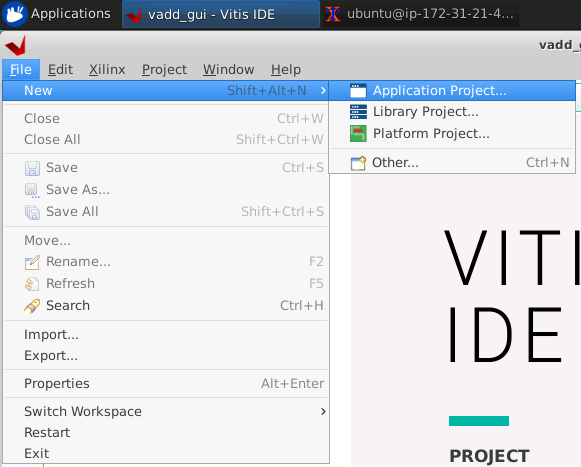 Applications
vadd_gui - Vitis IDE
ubuntu@ip-172-31-21-4...
File Edit Xilinx Project Window Help
New Shift+Alt+N
Application Project...
Library Project...
Platform Project...
Other... Ctrl+N
Close Ctrl+W
Close All Shift+Ctrl+W
Save Ctrl+S
Save As...
Save All Shift+Ctrl+S
Move...
Rename... F2
Refresh F5
Search Ctrl+H
Import...
Export...
Properties Alt+Enter
Switch Workspace
Restart
Exit
IDE
PROJECT